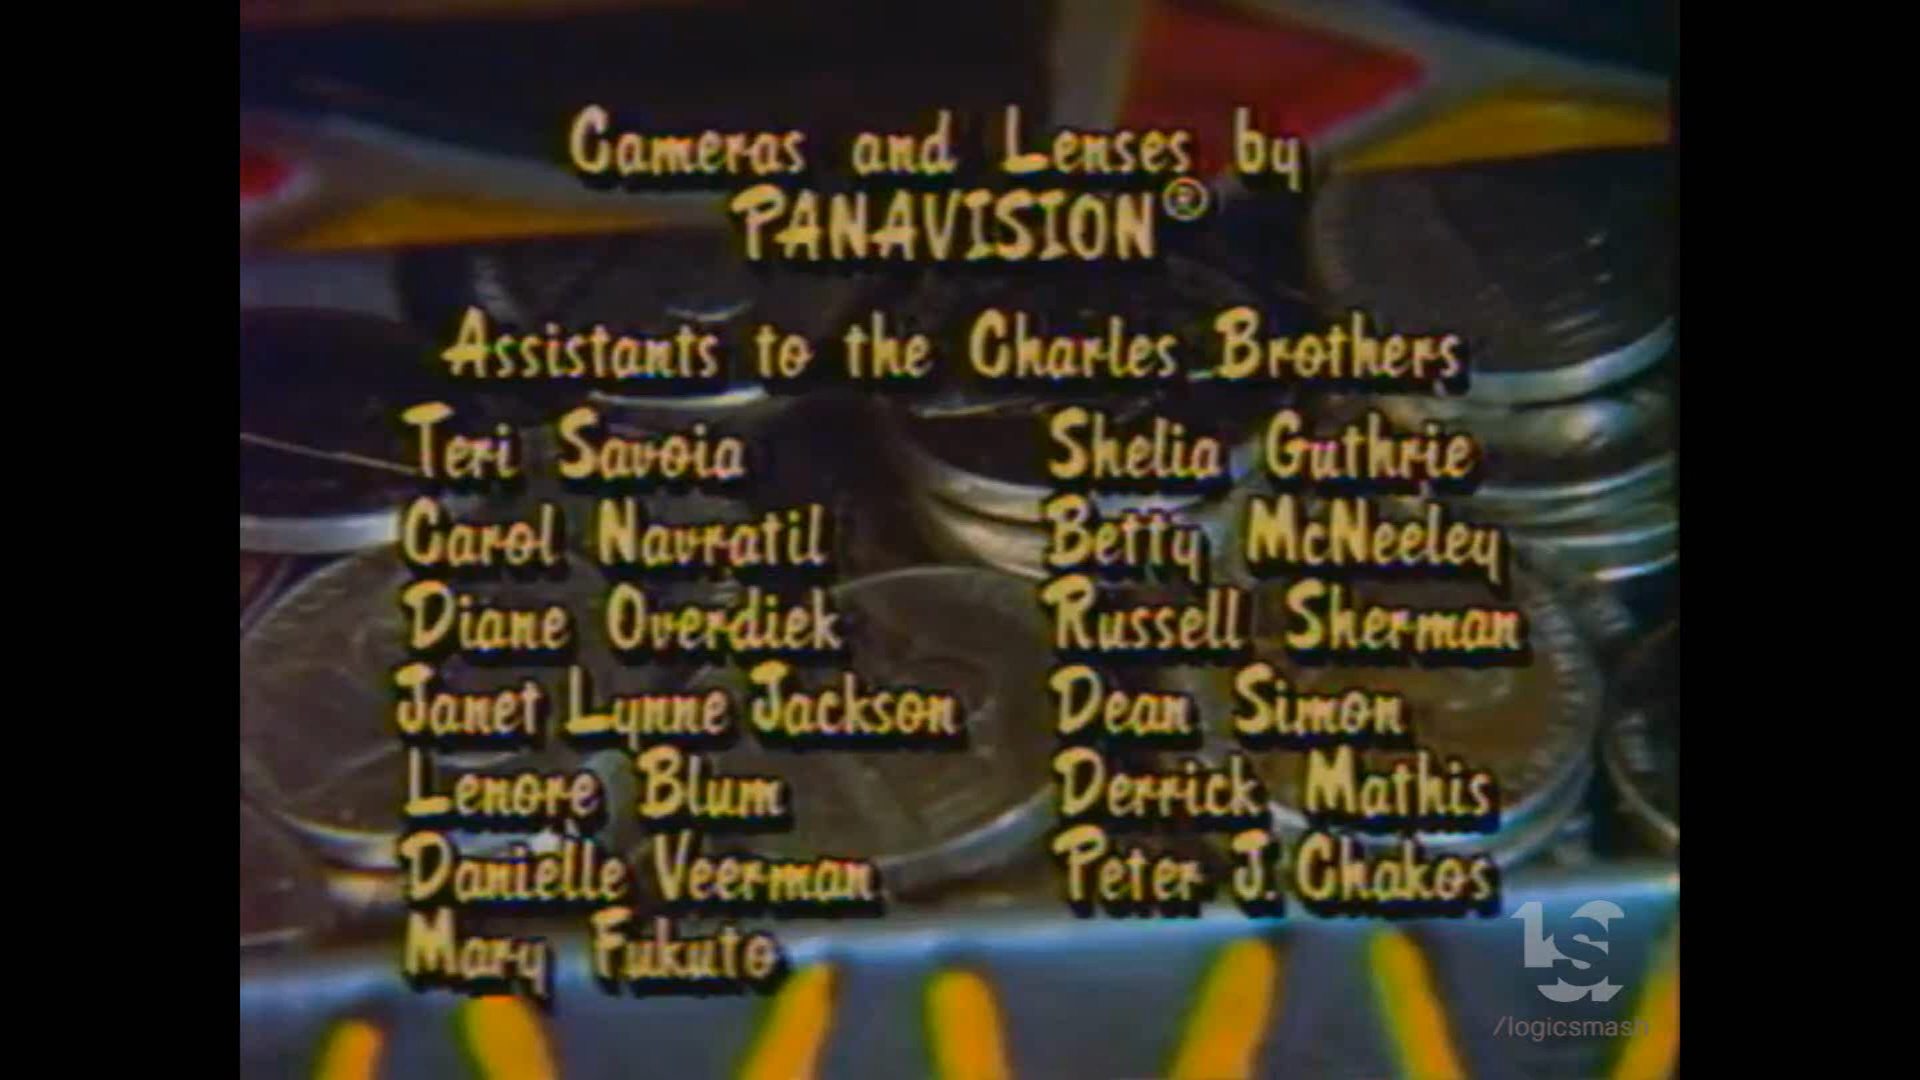 Cameras and Lenses by
PANAVISION®
Assistants to the Charles Brothers
Teri Savoia
Carol Navratil
Diane Overdiek
Janet Lynne Jackson
Lenore Blum
Danielle Veerman
Mary Fukuto
Shelia Guthrie
Betty McNeeley
Russell Sherman
Dean Simon
Derrick Mathis
Peter J. Chakos
LS
/logicsmash